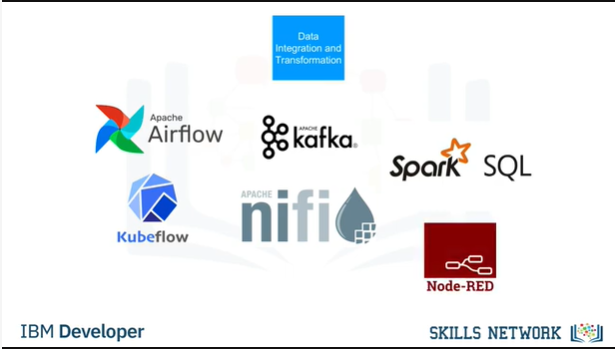 Data
Integration and
Transformation
Apache
Airflow
APACHE
kafka®
Spark SQL
Kubeflow
APACHE
nifi
Node-RED
IBM Developer
SKILLS NETWORK